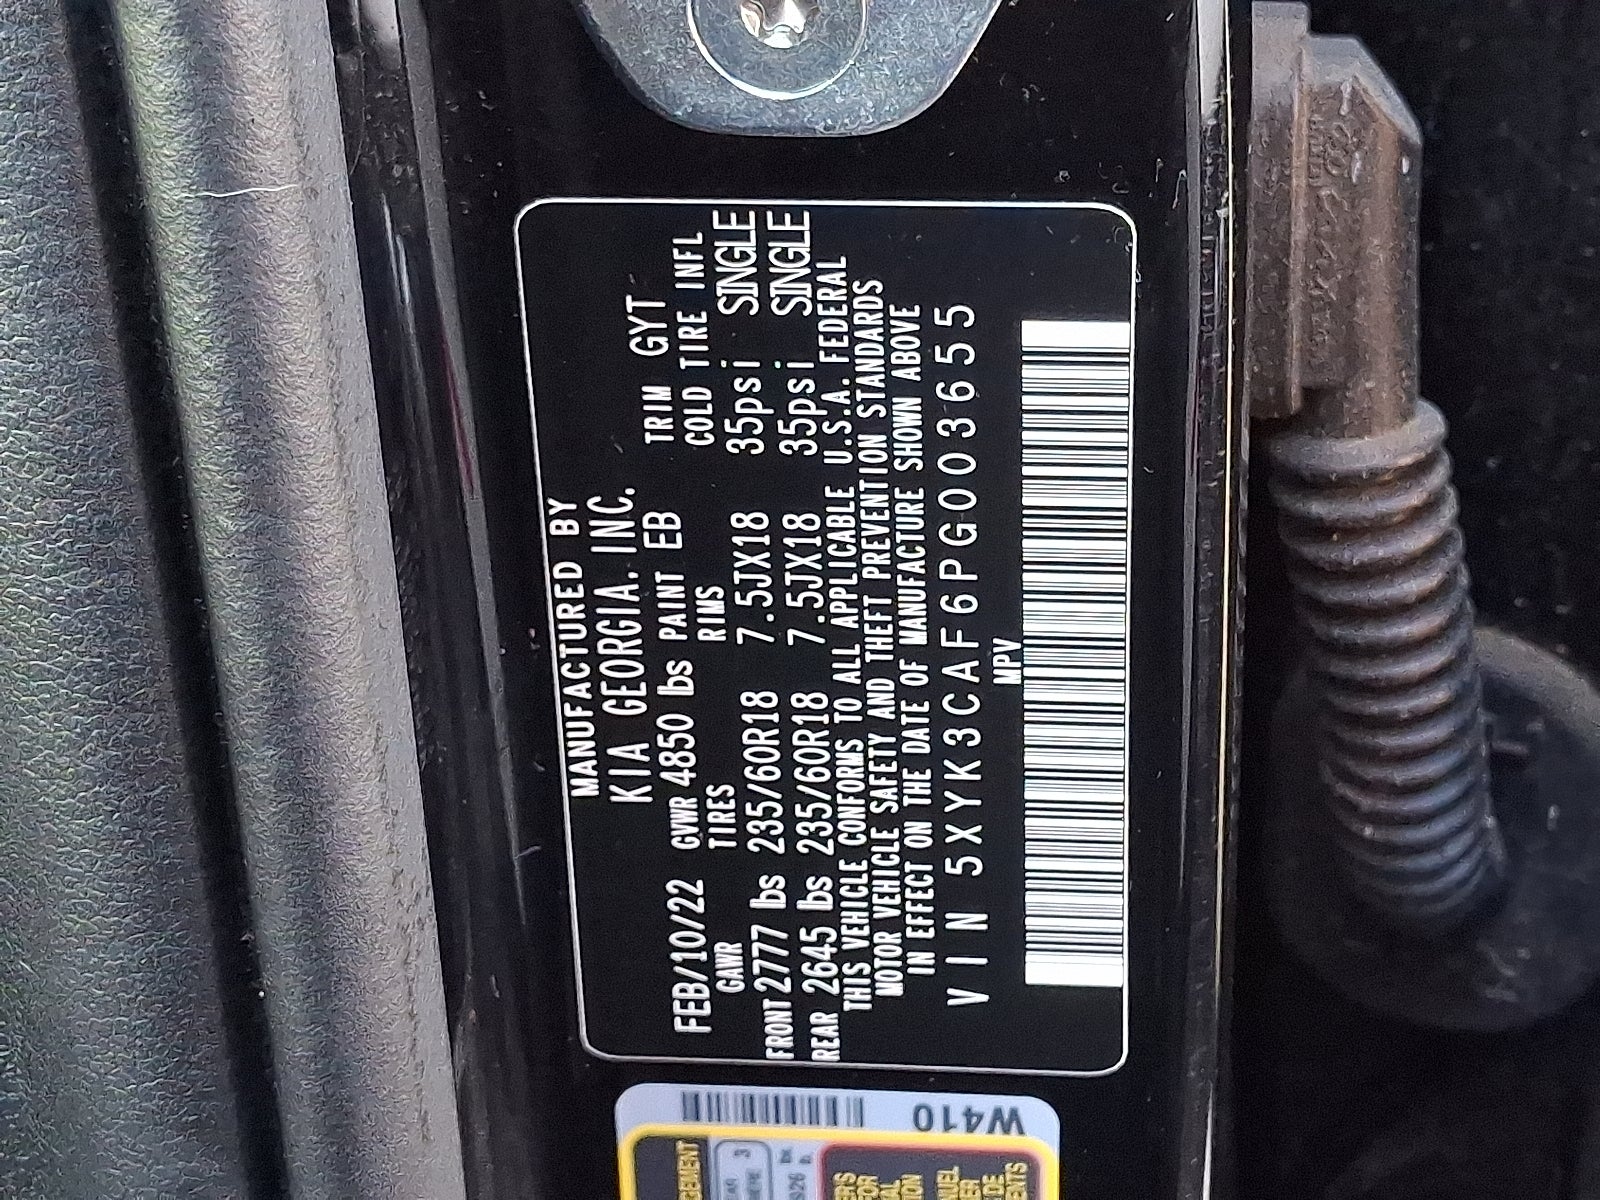 MANUFACTURED BY
KIA GEORGIA. INC.
FEB/10/22 GVWR 4850 lbs PAINT EB TRIM GYT
GAWR TIRES RIMS COLD TIRE INFL
FRONT 2777 lbs 235/60R18 7.5JX18 35psi SINGLE
REAR 2645 lbs 235/60R18 7.5JX18 35psi SINGLE
THIS VEHICLE CONFORMS TO ALL APPLICABLE U.S.A. FEDERAL
MOTOR VEHICLE SAFETY AND THEFT PREVENTION STANDARDS
IN EFFECT ON THE DATE OF MANUFACTURE SHOWN ABOVE
VIN 5XYK3CAF6PG003655
MPV
W410